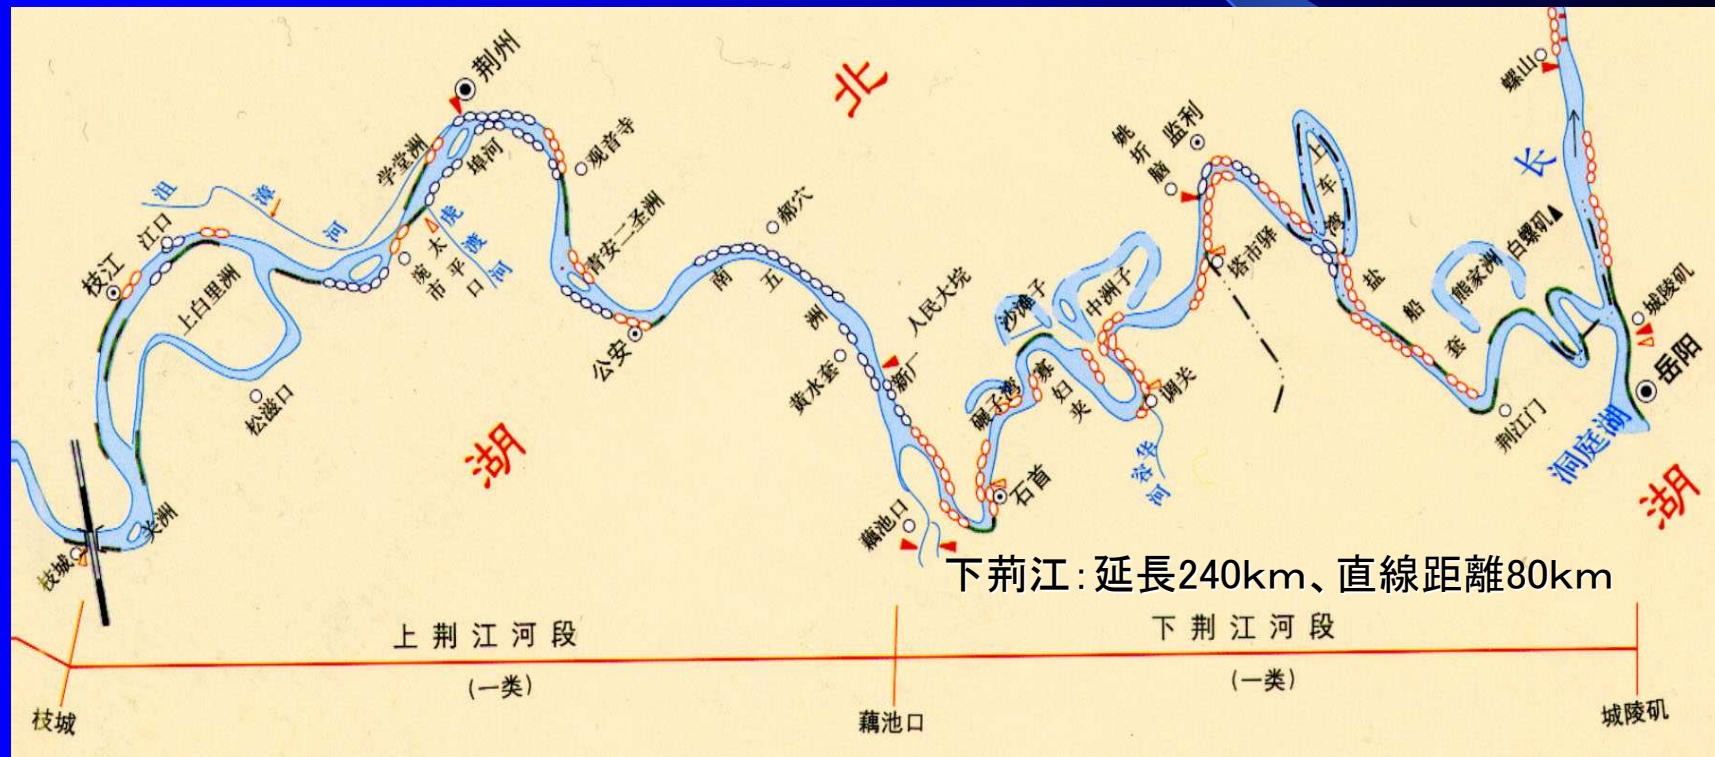 荆州
北
湖
湖
长
螺山
学堂洲
埠河
观音寺
沮
漳
河
虎
渡
河
太
平
口
涴
市
江口
枝江
上白里洲
松滋口
关洲
枝城
青安二圣洲
公安
郝穴
南
五
洲
黄水套
人民大院
新厂
藕池口
石首
碾子湾
沙滩子
寡
妇
夹
中洲子
调关
华
容
河
姚
圻
脑
监利
塔市驿
上
车
湾
盐
船
套
熊家洲
白螺矶
荆江门
城陵矶
岳阳
洞庭湖
下荊江：延長240km、直線距離80km
上荆江河段
下荆江河段
(一类)
(一类)
枝城
藕池口
城陵矶